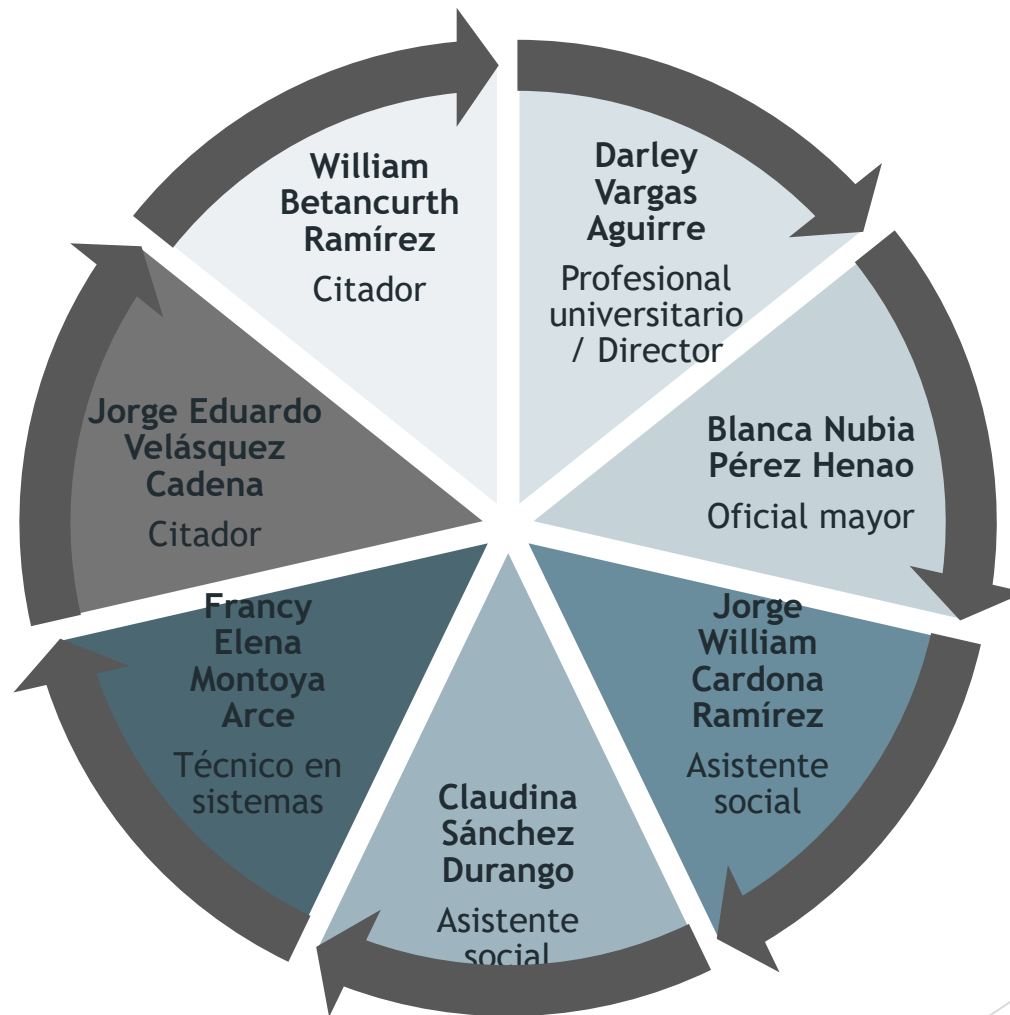 Darley
Vargas
Aguirre
Profesional
universitario
/ Director
Blanca Nubia
Pérez Henao
Oficial mayor
Jorge
William
Cardona
Ramírez
Asistente
social
Claudina
Sánchez
Durango
Asistente
social
Francy
Elena
Montoya
Arce
Técnico en
sistemas
Jorge Eduardo
Velásquez
Cadena
Citador
William
Betancurth
Ramírez
Citador